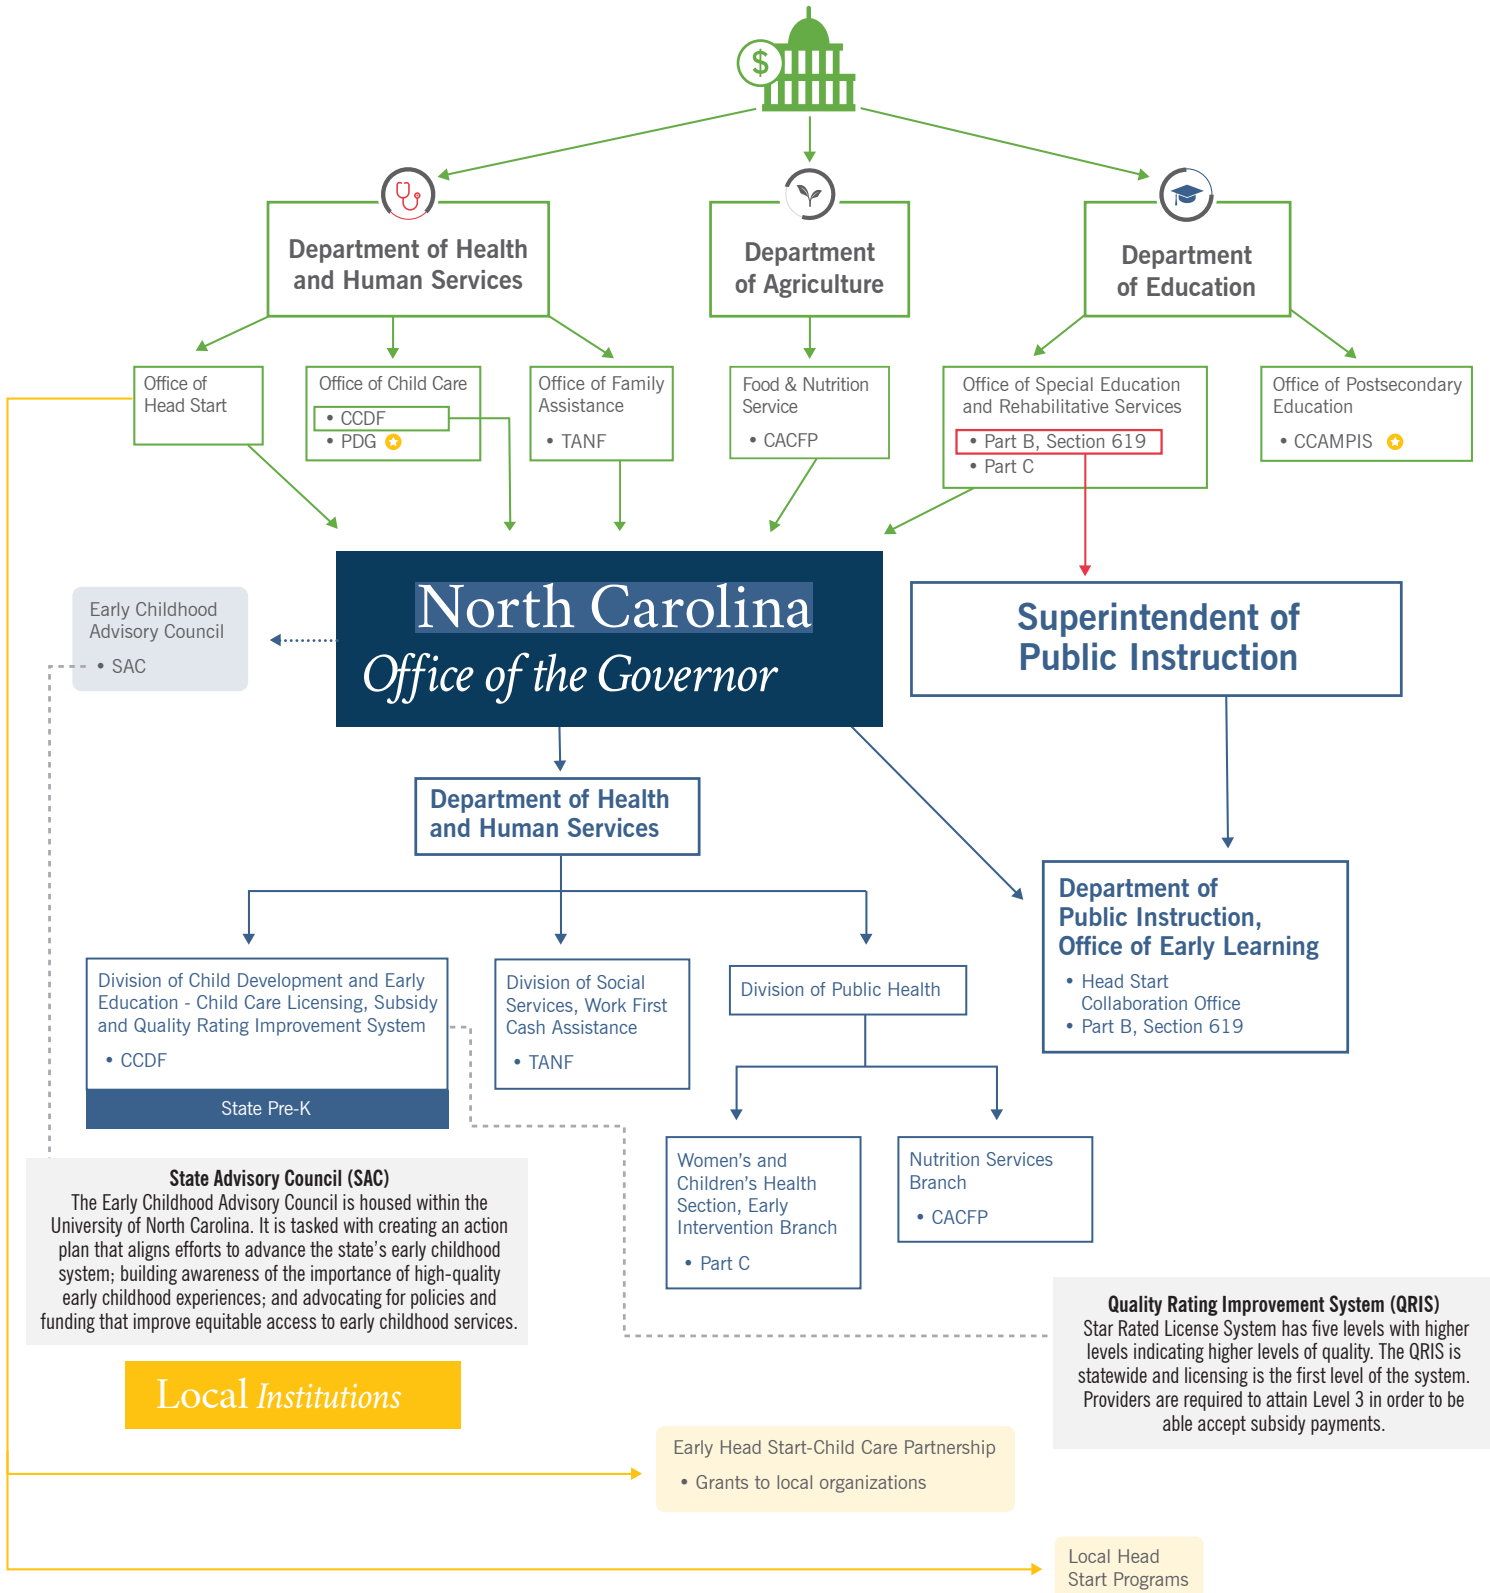 $
Department of Health
and Human Services
Department
of Agriculture
Department
of Education
Office of
Head Start
Office of Child Care
• CCDF
• PDG
Office of Family
Assistance
• TANF
Food & Nutrition
Service
• CACFP
Office of Special Education
and Rehabilitative Services
• Part B, Section 619
• Part C
Office of Postsecondary
Education
• CCAMPIS
North Carolina
Office of the Governor
Early Childhood
Advisory Council
• SAC
Superintendent of
Public Instruction
Department of Health
and Human Services
Department of
Public Instruction,
Office of Early Learning
• Head Start
Collaboration Office
• Part B, Section 619
Division of Child Development and Early
Education - Child Care Licensing, Subsidy
and Quality Rating Improvement System
• CCDF
State Pre-K
Division of Social
Services, Work First
Cash Assistance
• TANF
Division of Public Health
Women’s and
Children’s Health
Section, Early
Intervention Branch
• Part C
Nutrition Services
Branch
• CACFP
State Advisory Council (SAC)
The Early Childhood Advisory Council is housed within the
University of North Carolina. It is tasked with creating an action
plan that aligns efforts to advance the state’s early childhood
system; building awareness of the importance of high-quality
early childhood experiences; and advocating for policies and
funding that improve equitable access to early childhood services.
Quality Rating Improvement System (QRIS)
Star Rated License System has five levels with higher
levels indicating higher levels of quality. The QRIS is
statewide and licensing is the first level of the system.
Providers are required to attain Level 3 in order to be
able accept subsidy payments.
Local Institutions
Early Head Start-Child Care Partnership
• Grants to local organizations
Local Head
Start Programs